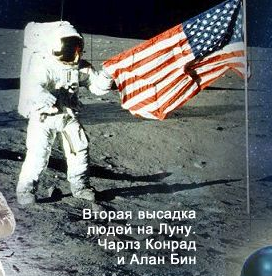 Вторая высадка
людей на Луну.
Чарлз Конрад
и Алан Бин